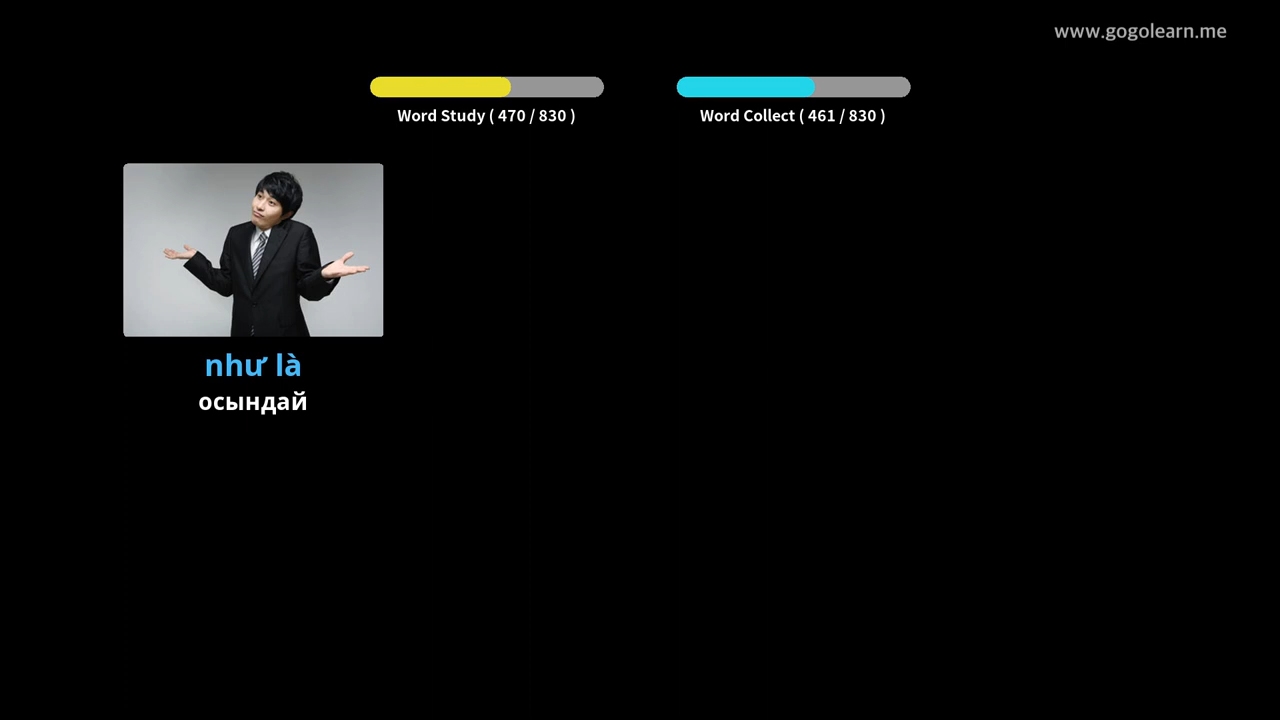 www.gogolearn.me
Word Study ( 470 / 830 )
Word Collect ( 461 / 830 )
như là
осындай